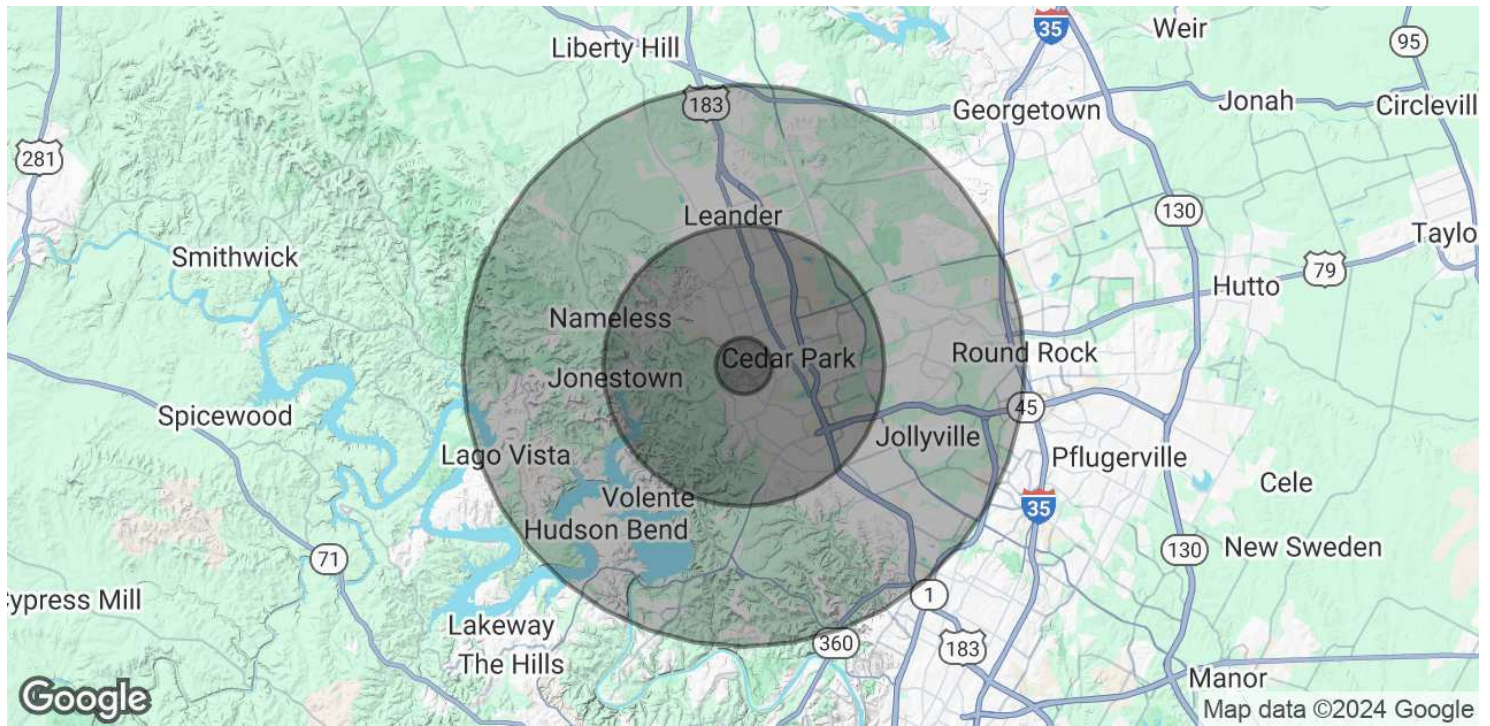 35
Weir
95
Liberty Hill
183
Georgetown
Jonah
Circlevill
281
Leander
130
Smithwick
Taylo
79
Hutto
Nameless
Cedar Park
Round Rock
Jonestown
45
Spicewood
Jollyville
Lago Vista
Pflugerville
Cele
Volente
35
Hudson Bend
71
130
New Sweden
ypress Mill
1
Lakeway
360
183
The Hills
Manor
Google
Map data ©2024 Google